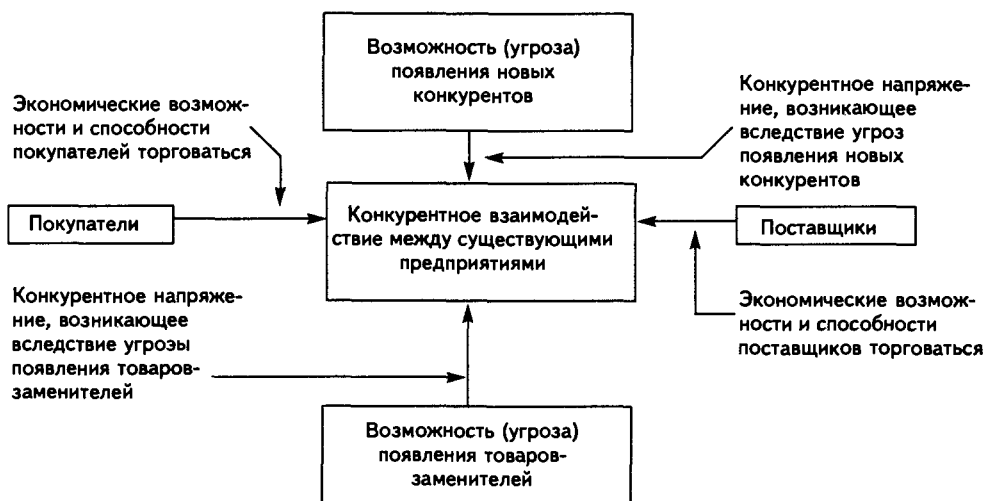 Возможность (угроза)
появления новых
конкурентов
Экономические возмож-
ности и способности
покупателей торговаться
Конкурентное напряже-
ние, возникающее
вследствие угроз
появления новых
конкурентов
Покупатели
Конкурентное взаимодей-
ствие между существующими
предприятиями
Поставщики
Конкурентное напряже-
ние, возникающее
вследствие угрозы
появления товаров-
заменителей
Экономические возмож-
ности и способности
поставщиков торговаться
Возможность (угроза)
появления товаров-
заменителей